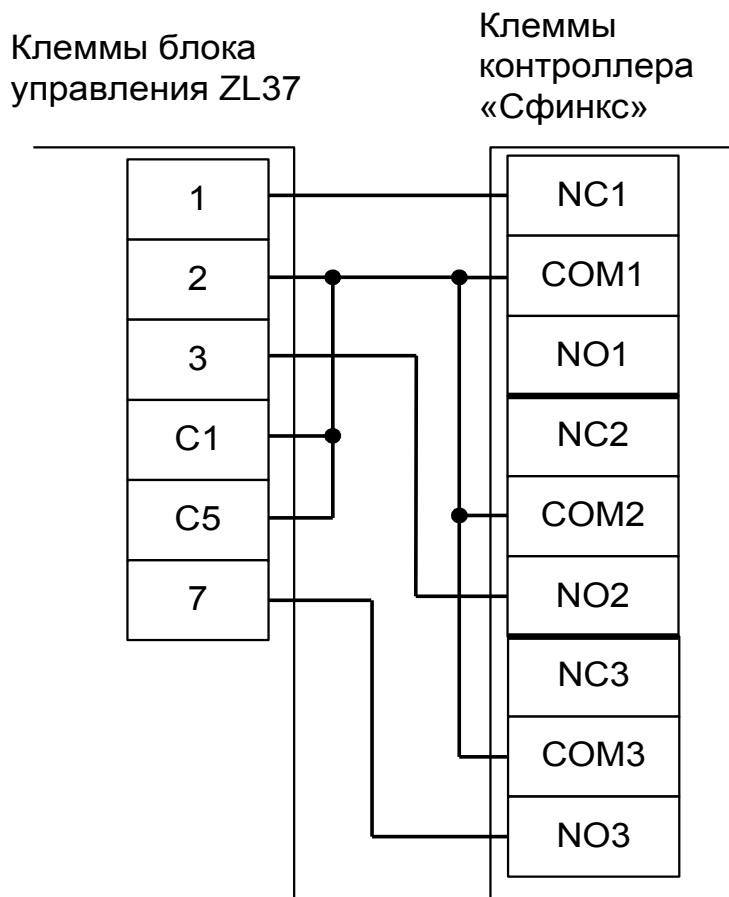 Клеммы блока
управления ZL37
Клеммы
контроллера
«Сфинкс»
1
2
3
C1
C5
7
NC1
COM1
NO1
NC2
COM2
NO2
NC3
COM3
NO3